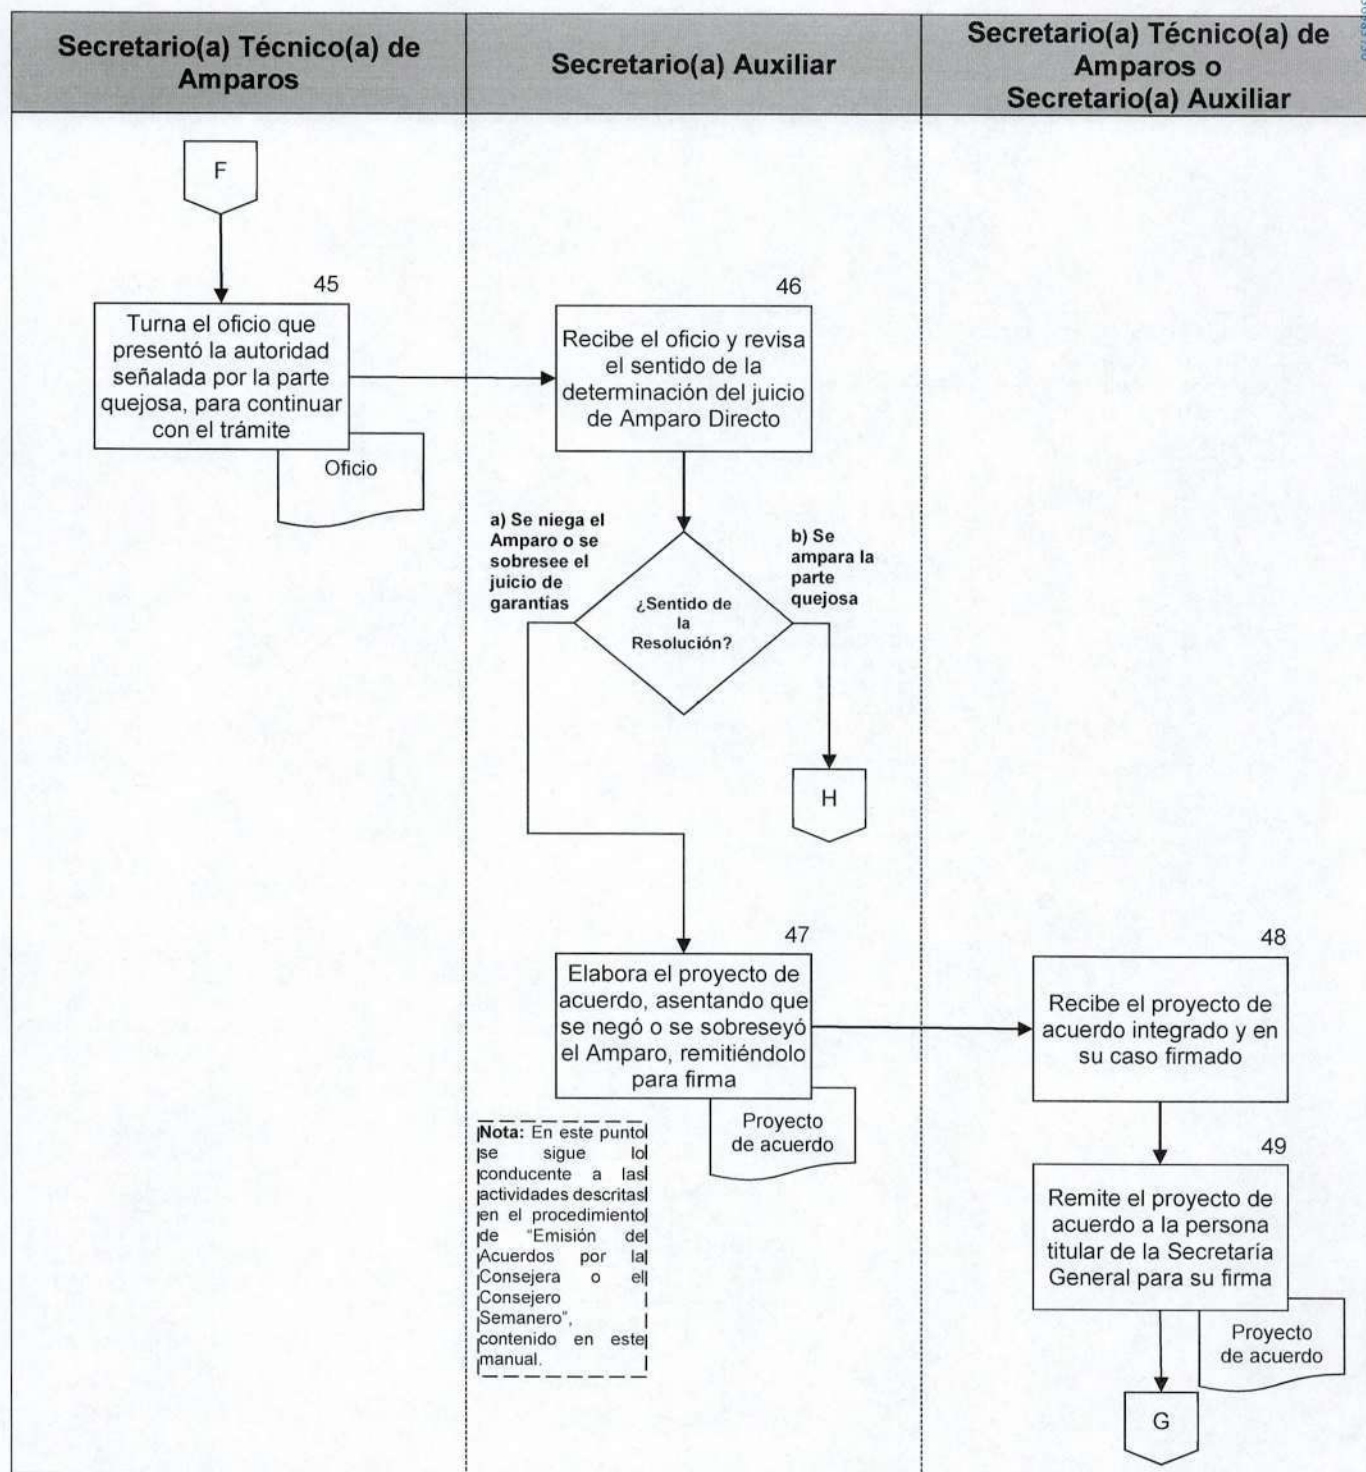 Secretario(a) Técnico(a) de
Amparos
Secretario(a) Auxiliar
Secretario(a) Técnico(a) de
Amparos o
Secretario(a) Auxiliar
F
45
Turna el oficio que
presentó la autoridad
señalada por la parte
quejosa, para continuar
con el trámite
Oficio
46
Recibe el oficio y revisa
el sentido de la
determinación del juicio
de Amparo Directo
a) Se niega el
Amparo o se
sobresee el
juicio de
garantías
b) Se
ampara la
parte
quejosa
¿Sentido de
la
Resolución?
H
47
Elabora el proyecto de
acuerdo, asentando que
se negó o se sobreseyó
el Amparo, remitiéndolo
para firma
Proyecto
de acuerdo
Nota: En este punto
se sigue lo
conducente a las
actividades descritas
en el procedimiento
de "Emisión de
Acuerdos por la
Consejera o el
Consejero
Semanero",
contenido en este
manual.
48
Recibe el proyecto de
acuerdo integrado y en
su caso firmado
49
Remite el proyecto de
acuerdo a la persona
titular de la Secretaría
General para su firma
Proyecto
de acuerdo
G